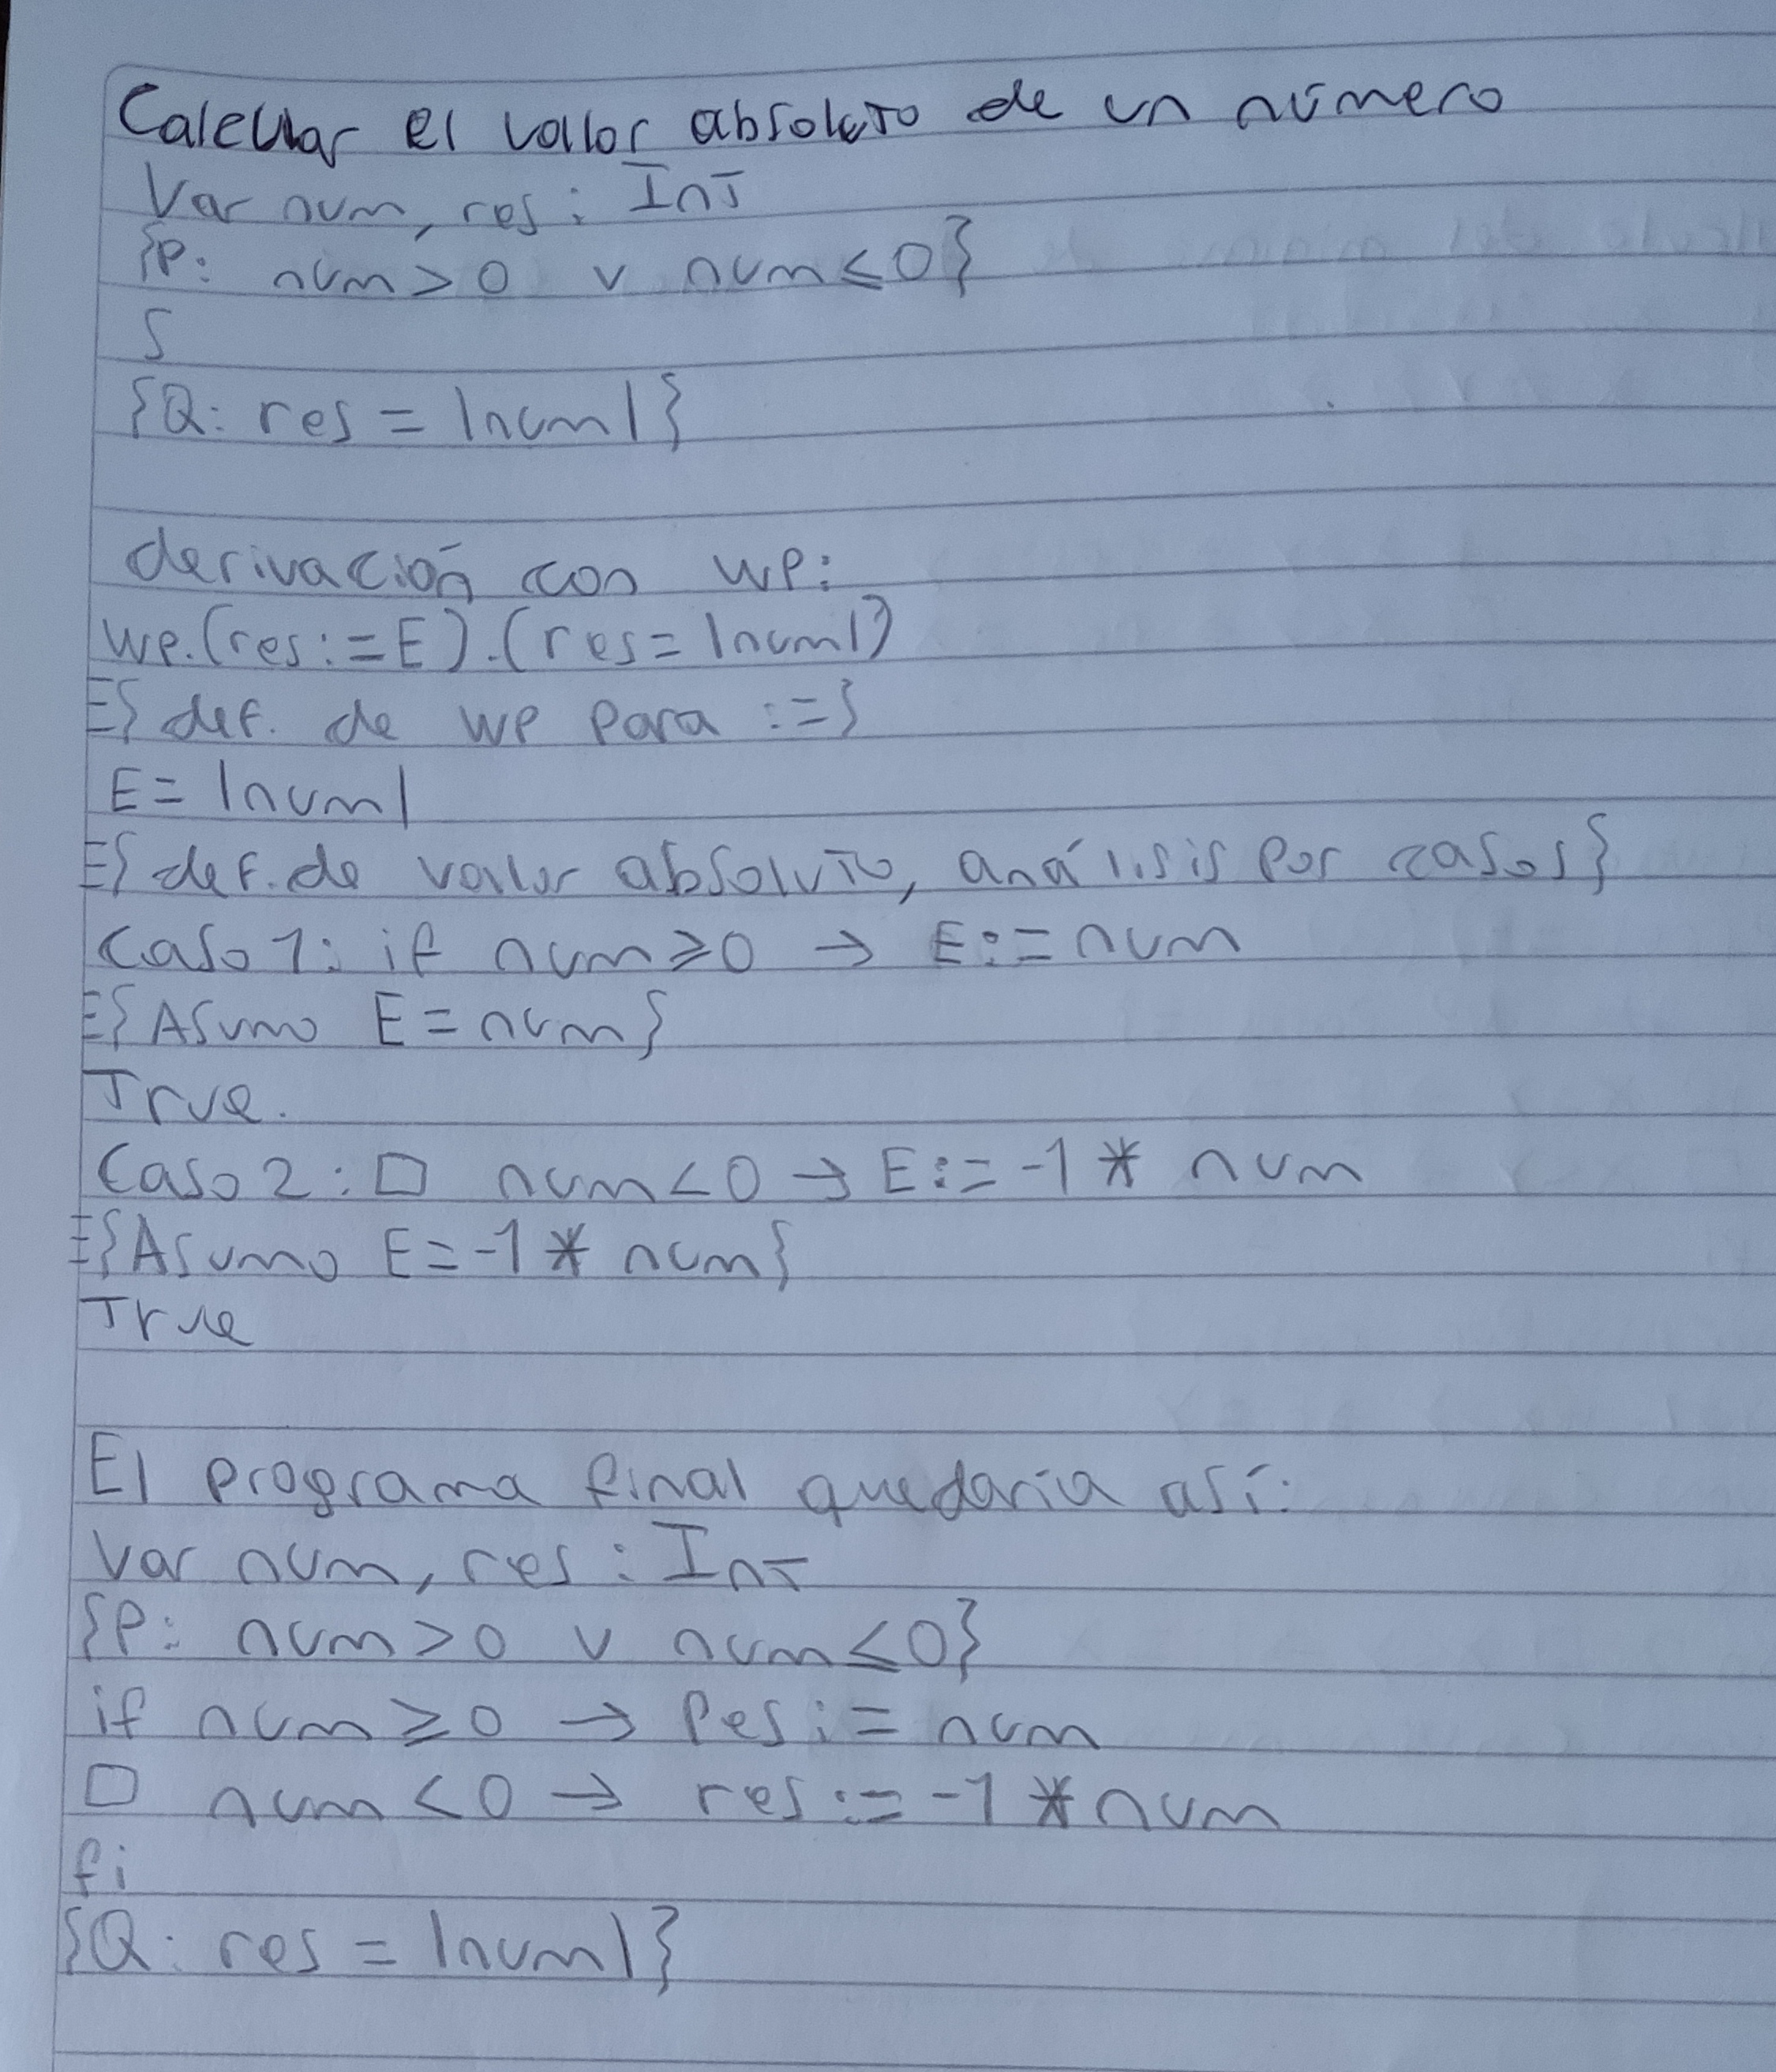 Calcular el valor absoluto de un número
Var num, res: Int
{P: num > 0 ∨ num ≤ 0}
S
{Q: res = |num|}
derivación con wp:
wp.(res:=E).(res=|num|)
≡{ def. de wp para :=}
E = |num|
≡{ def. de valor absoluto, análisis por casos}
Caso 1: if num ≥ 0 → E:= num
≡{ Asumo E = num}
True.
Caso 2: □ num < 0 → E:= -1 * num
≡{Asumo E = -1 * num}
True
El programa final quedaría así:
Var num, res : Int
{P: num > 0 ∨ num ≤ 0}
if num ≥ 0 → res := num
□ num < 0 → res := -1 * num
fi
{Q: res = |num|}